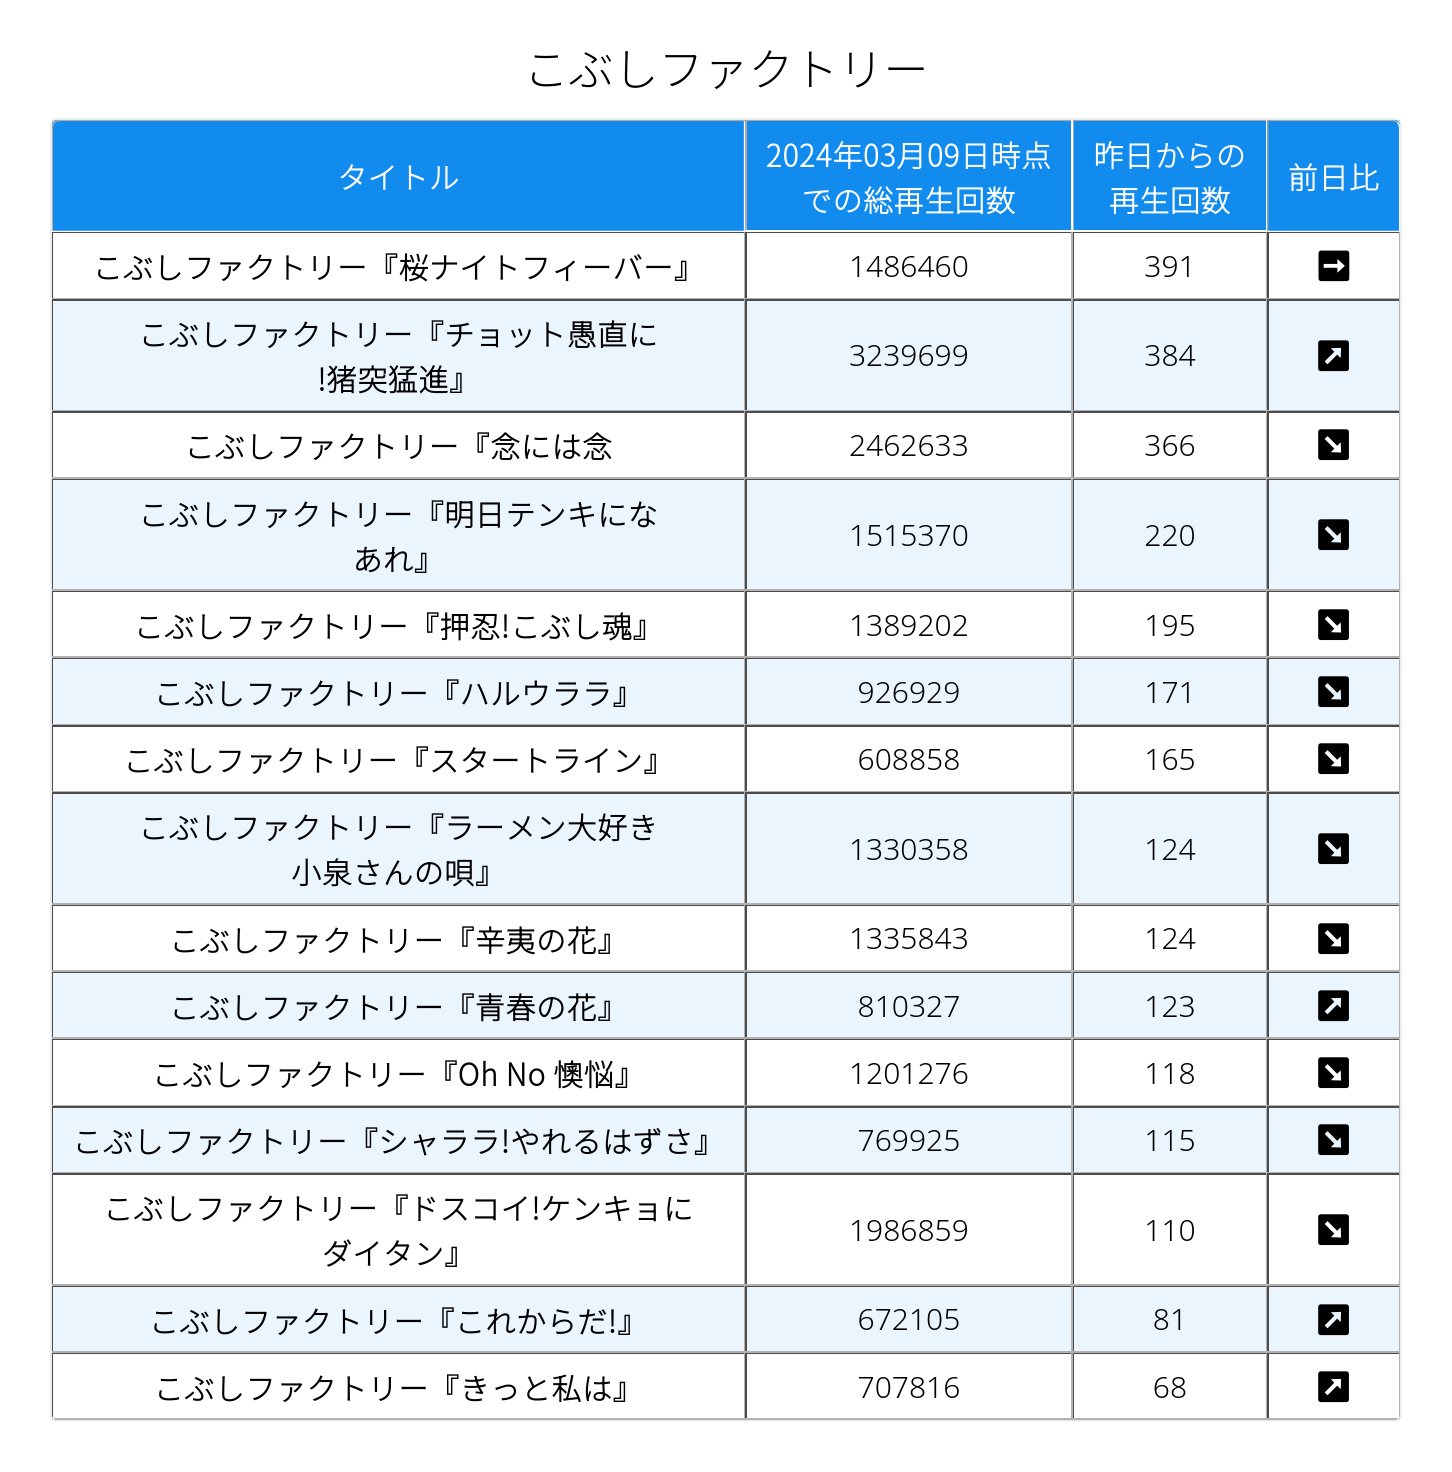 こぶしファクトリー
タイトル
2024年03月09日時点
での総再生回数
昨日からの
再生回数
前日比
こぶしファクトリー『桜ナイトフィーバー』
1486460
391
こぶしファクトリー『チョット愚直に
!猪突猛進』
3239699
384
こぶしファクトリー『念には念
2462633
366
こぶしファクトリー『明日テンキにな
あれ』
1515370
220
こぶしファクトリー『押忍!こぶし魂』
1389202
195
こぶしファクトリー『ハルウララ』
926929
171
こぶしファクトリー『スタートライン』
608858
165
こぶしファクトリー『ラーメン大好き
小泉さんの唄』
1330358
124
こぶしファクトリー『辛夷の花』
1335843
124
こぶしファクトリー『青春の花』
810327
123
こぶしファクトリー『Oh No 懊悩』
1201276
118
こぶしファクトリー『シャララ!やれるはずさ』
769925
115
こぶしファクトリー『ドスコイ!ケンキョに
ダイタン』
1986859
110
こぶしファクトリー『これからだ!』
672105
81
こぶしファクトリー『きっと私は』
707816
68